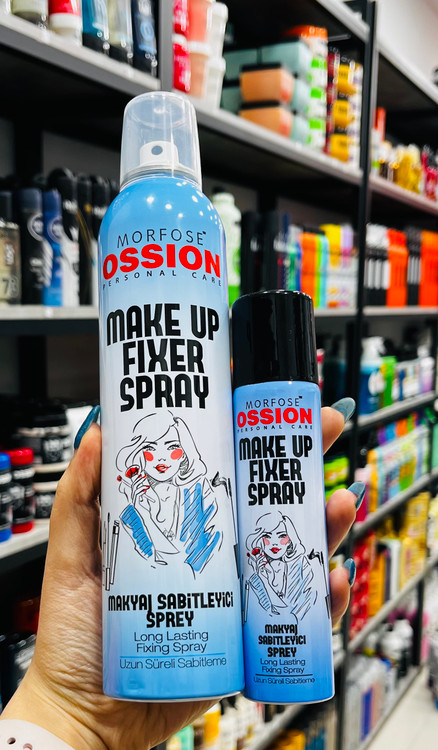 MORFOSE™
OSSION
PERSONAL CARE
MAKE UP
FIXER
SPRAY
MAKYAJ SABİTLEYİCİ
SPREY
Long Lasting
Fixing Spray
Uzun Süreli Sabitleme
MORFOSE™
OSSION
PERSONAL CARE
MAKE UP
FIXER
SPRAY
MAKYAJ
SABİTLEYİCİ
SPREY
Long Lasting
Fixing Spray
Uzun Süreli Sabitleme